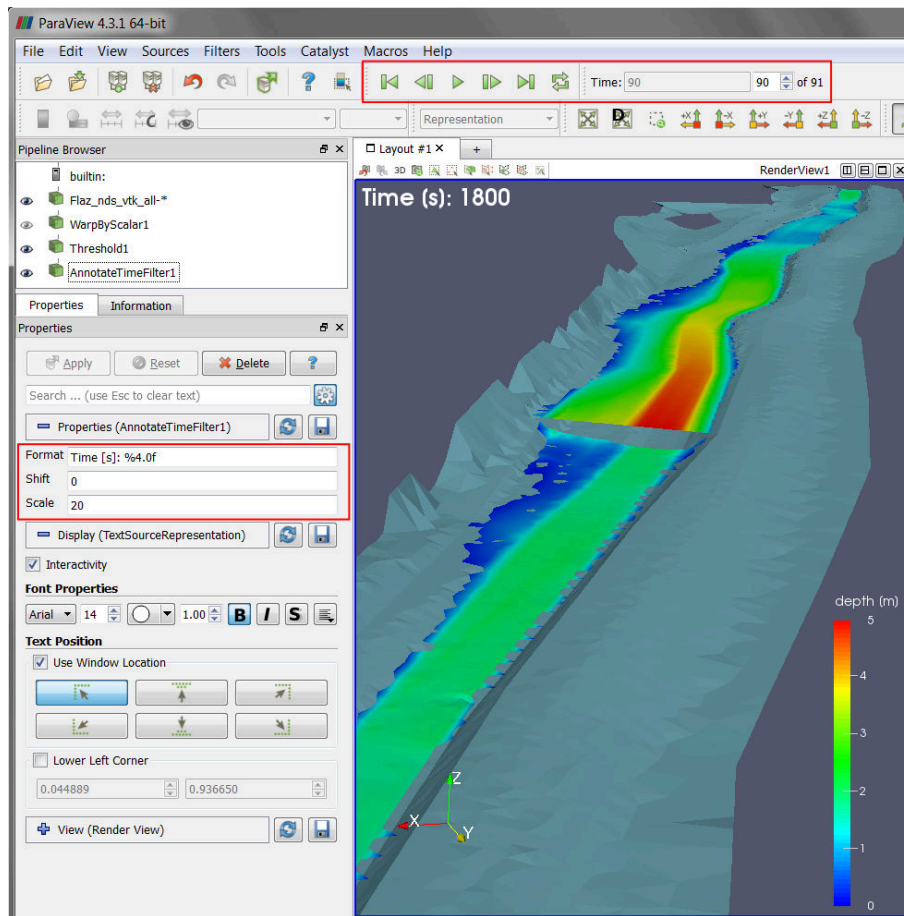 ParaView 4.3.1 64-bit
File Edit View Sources Filters Tools Catalyst Macros Help
Time: 90 90 of 91
Representation
+X -X +Y -Y +Z -Z
Pipeline Browser
Layout #1 +
3D RenderView1
builtin:
Flaz_nds_vtk_all-*
WarpByScalar1
Threshold1
AnnotateTimeFilter1
Time (s): 1800
Properties Information
Properties
Apply Reset Delete ?
Search ... (use Esc to clear text)
Properties (AnnotateTimeFilter1)
Format Time [s]: %4.0f
Shift 0
Scale 20
Display (TextSourceRepresentation)
Interactivity
Font Properties
Arial 14 1.00 B I S
Text Position
Use Window Location
Lower Left Corner
0.044889 0.936650
View (Render View)
depth (m)
5
4
3
2
1
0
Z
X
Y